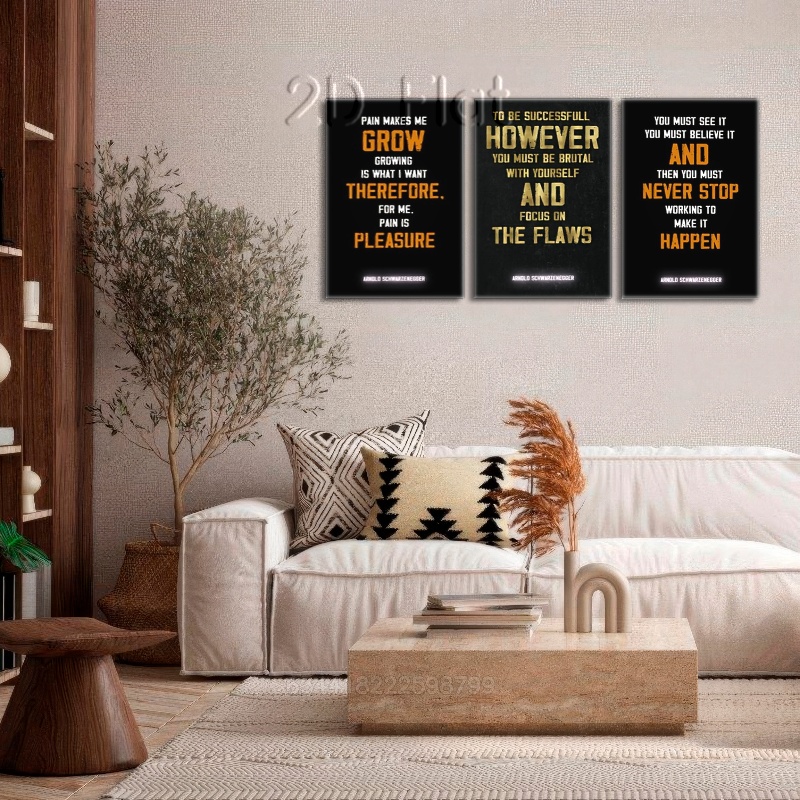 2D Flat
PAIN MAKES ME
GROW
GROWING
IS WHAT I WANT
THEREFORE.
FOR ME.
PAIN IS
PLEASURE
ARNOLD SCHWARZENEGGER
TO BE SUCCESSFULL
HOWEVER
YOU MUST BE BRUTAL
WITH YOURSELF
AND
FOCUS ON
THE FLAWS
ARNOLD SCHWARZENEGGER
YOU MUST SEE IT
YOU MUST BELIEVE IT
AND
THEN YOU MUST
NEVER STOP
WORKING TO
MAKE IT
HAPPEN
ARNOLD SCHWARZENEGGER